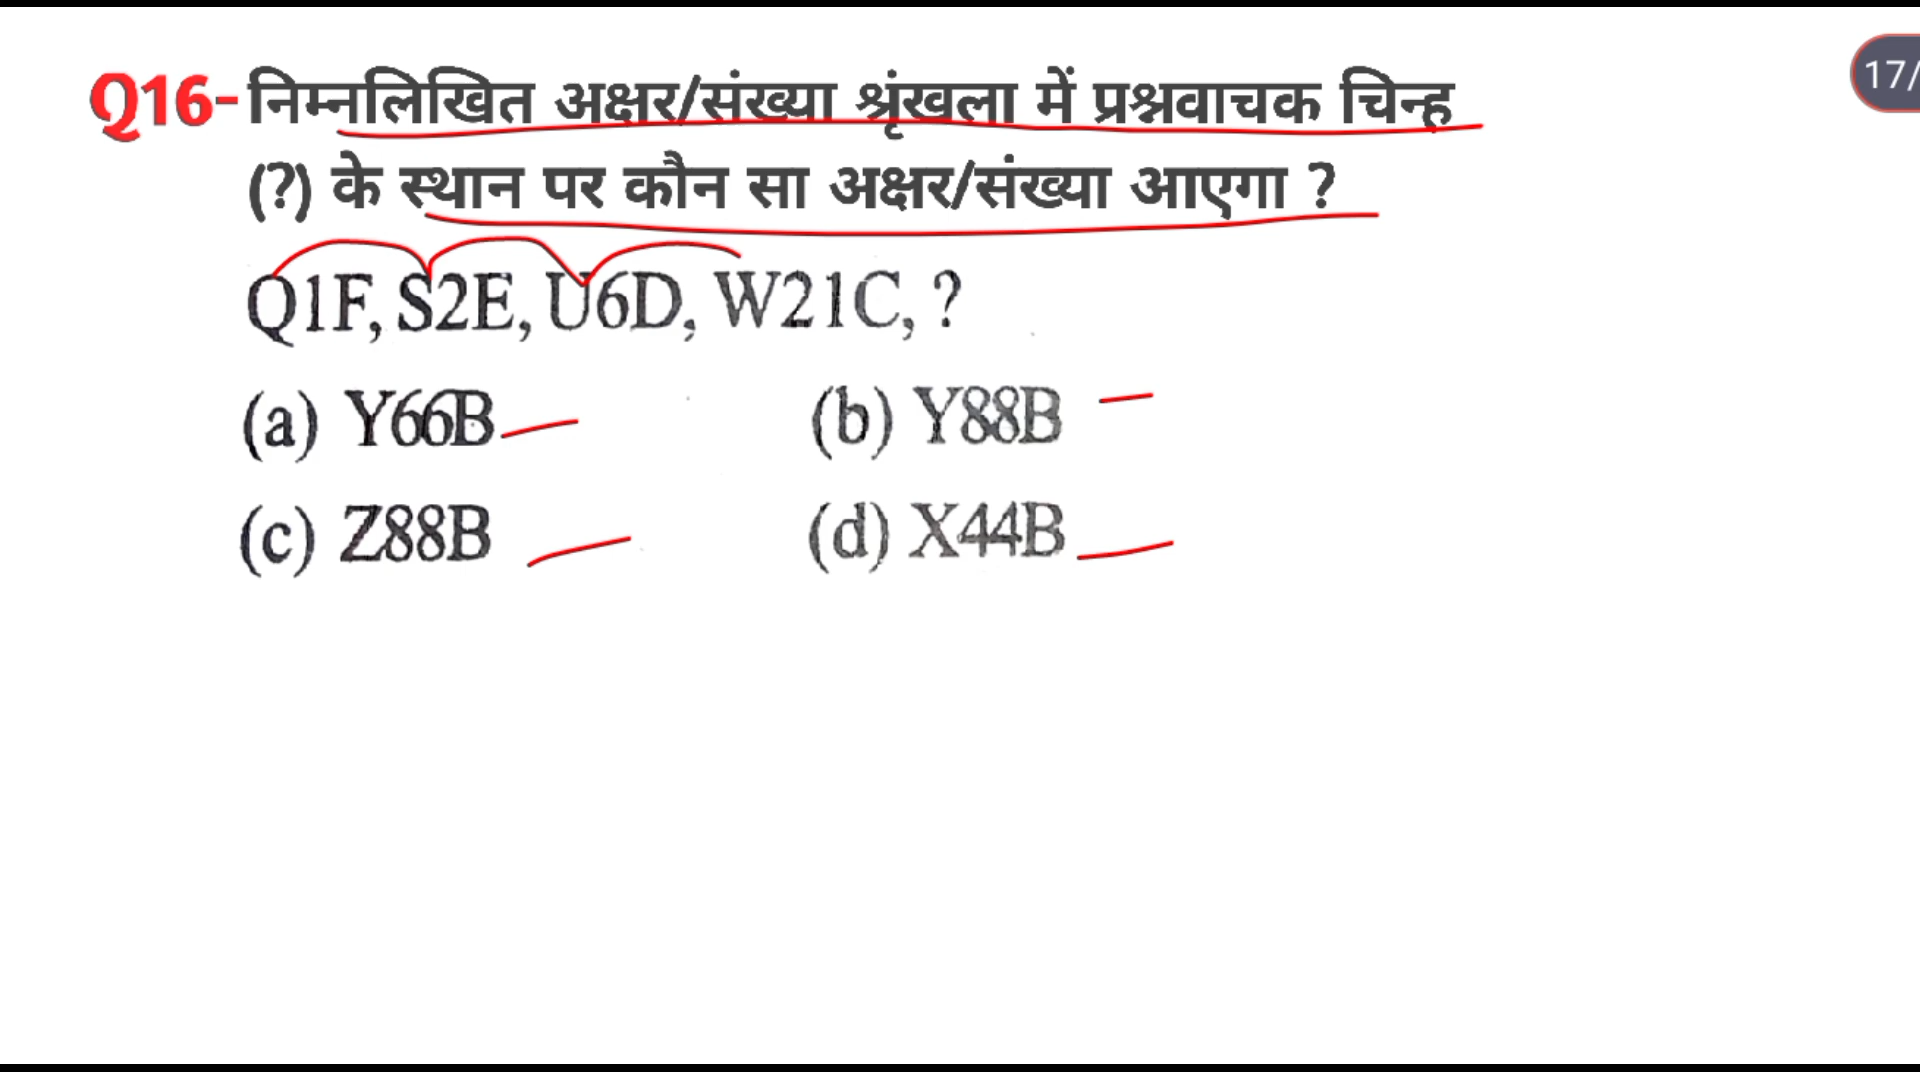 17/
Q16-निम्नलिखित अक्षर/संख्या श्रृंखला में प्रश्नवाचक चिन्ह
(?) के स्थान पर कौन सा अक्षर/संख्या आएगा ?
Q1F, S2E, U6D, W21C, ?
(a) Y66B (b) Y88B
(c) Z88B (d) X44B